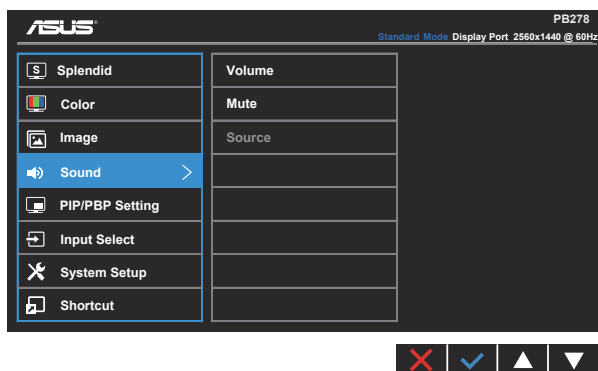 ASUS
PB278
Standard Mode Display Port 2560x1440 @ 60Hz
S Splendid
Color
Image
Sound
PIP/PBP Setting
Input Select
System Setup
Shortcut
Volume
Mute
Source